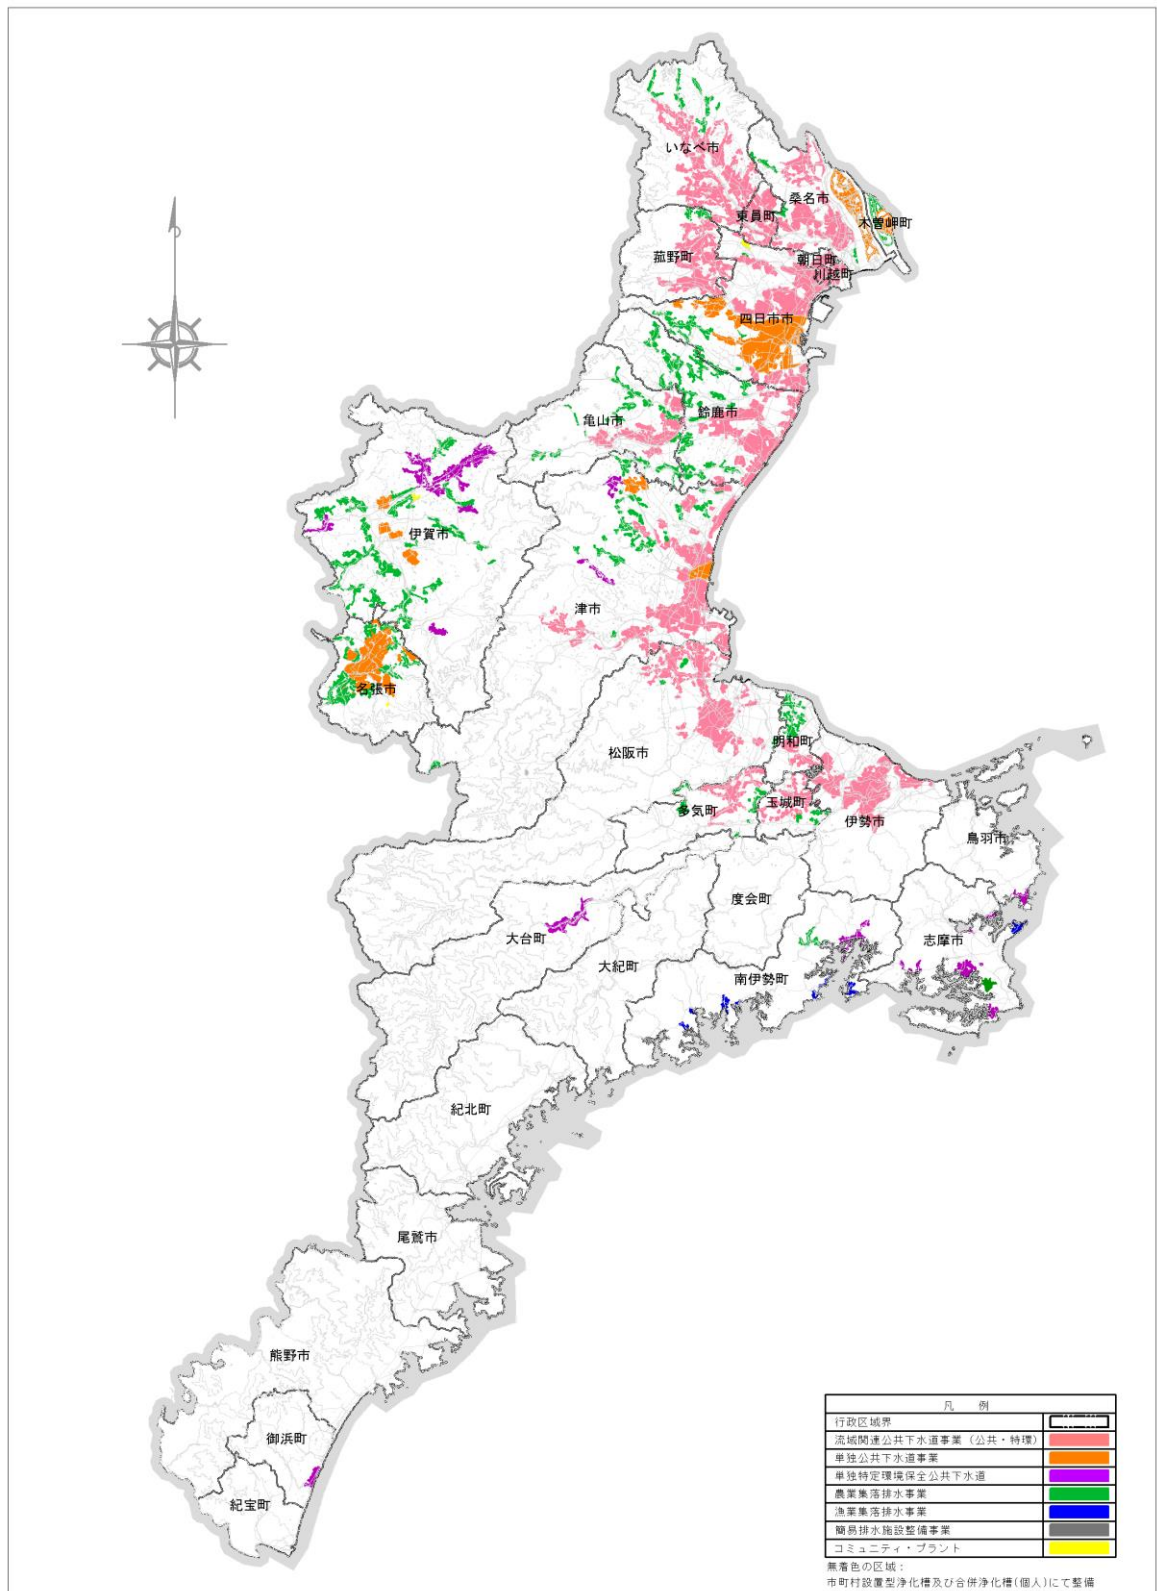 いなべ市
桑名市
東員町
木曽岬町
菰野町
朝日町
川越町
四日市市
亀山市
鈴鹿市
伊賀市
津市
名張市
松阪市
明和町
多気町
玉城町
伊勢市
鳥羽市
度会町
大台町
志摩市
大紀町
南伊勢町
紀北町
尾鷲市
熊野市
御浜町
紀宝町
凡 例
行政区域界
流域関連公共下水道事業(公共・特環)
単独公共下水道事業
単独特定環境保全公共下水道
農業集落排水事業
漁業集落排水事業
簡易排水施設整備事業
コミュニティ・プラント
無着色の区域:
市町村設置型浄化槽及び合併浄化槽(個人)にて整備